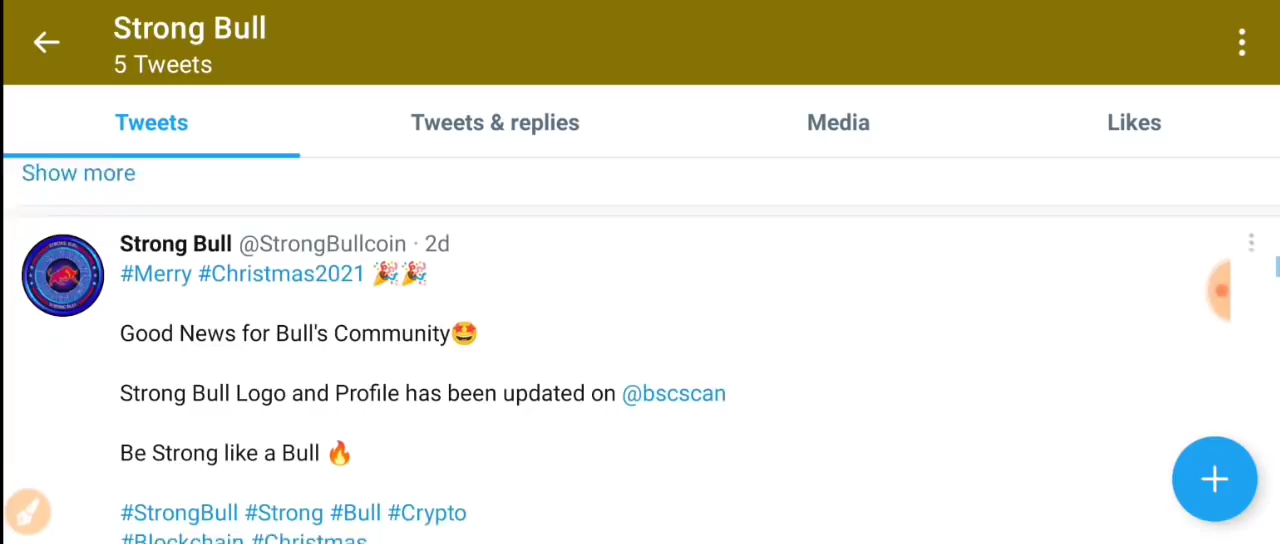 Strong Bull
5 Tweets
Tweets
Tweets & replies
Media
Likes
Show more
Strong Bull @StrongBullcoin · 2d
#Merry #Christmas2021 🎉🎉
Good News for Bull's Community🤩
Strong Bull Logo and Profile has been updated on @bscscan
Be Strong like a Bull 🔥
#StrongBull #Strong #Bull #Crypto
#Blockchain #Christmas